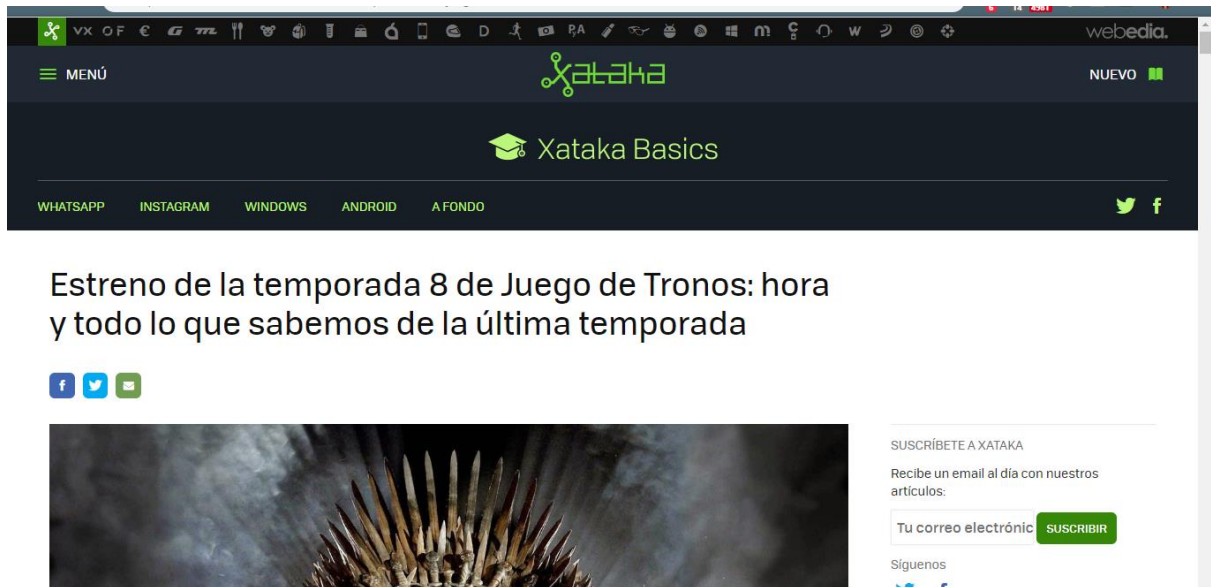 webedia.
MENÚ
xataka
NUEVO
Xataka Basics
WHATSAPP INSTAGRAM WINDOWS ANDROID A FONDO
Estreno de la temporada 8 de Juego de Tronos: hora
y todo lo que sabemos de la última temporada
SUSCRÍBETE A XATAKA
Recibe un email al día con nuestros
artículos:
Tu correo electrónic SUSCRIBIR
Síguenos